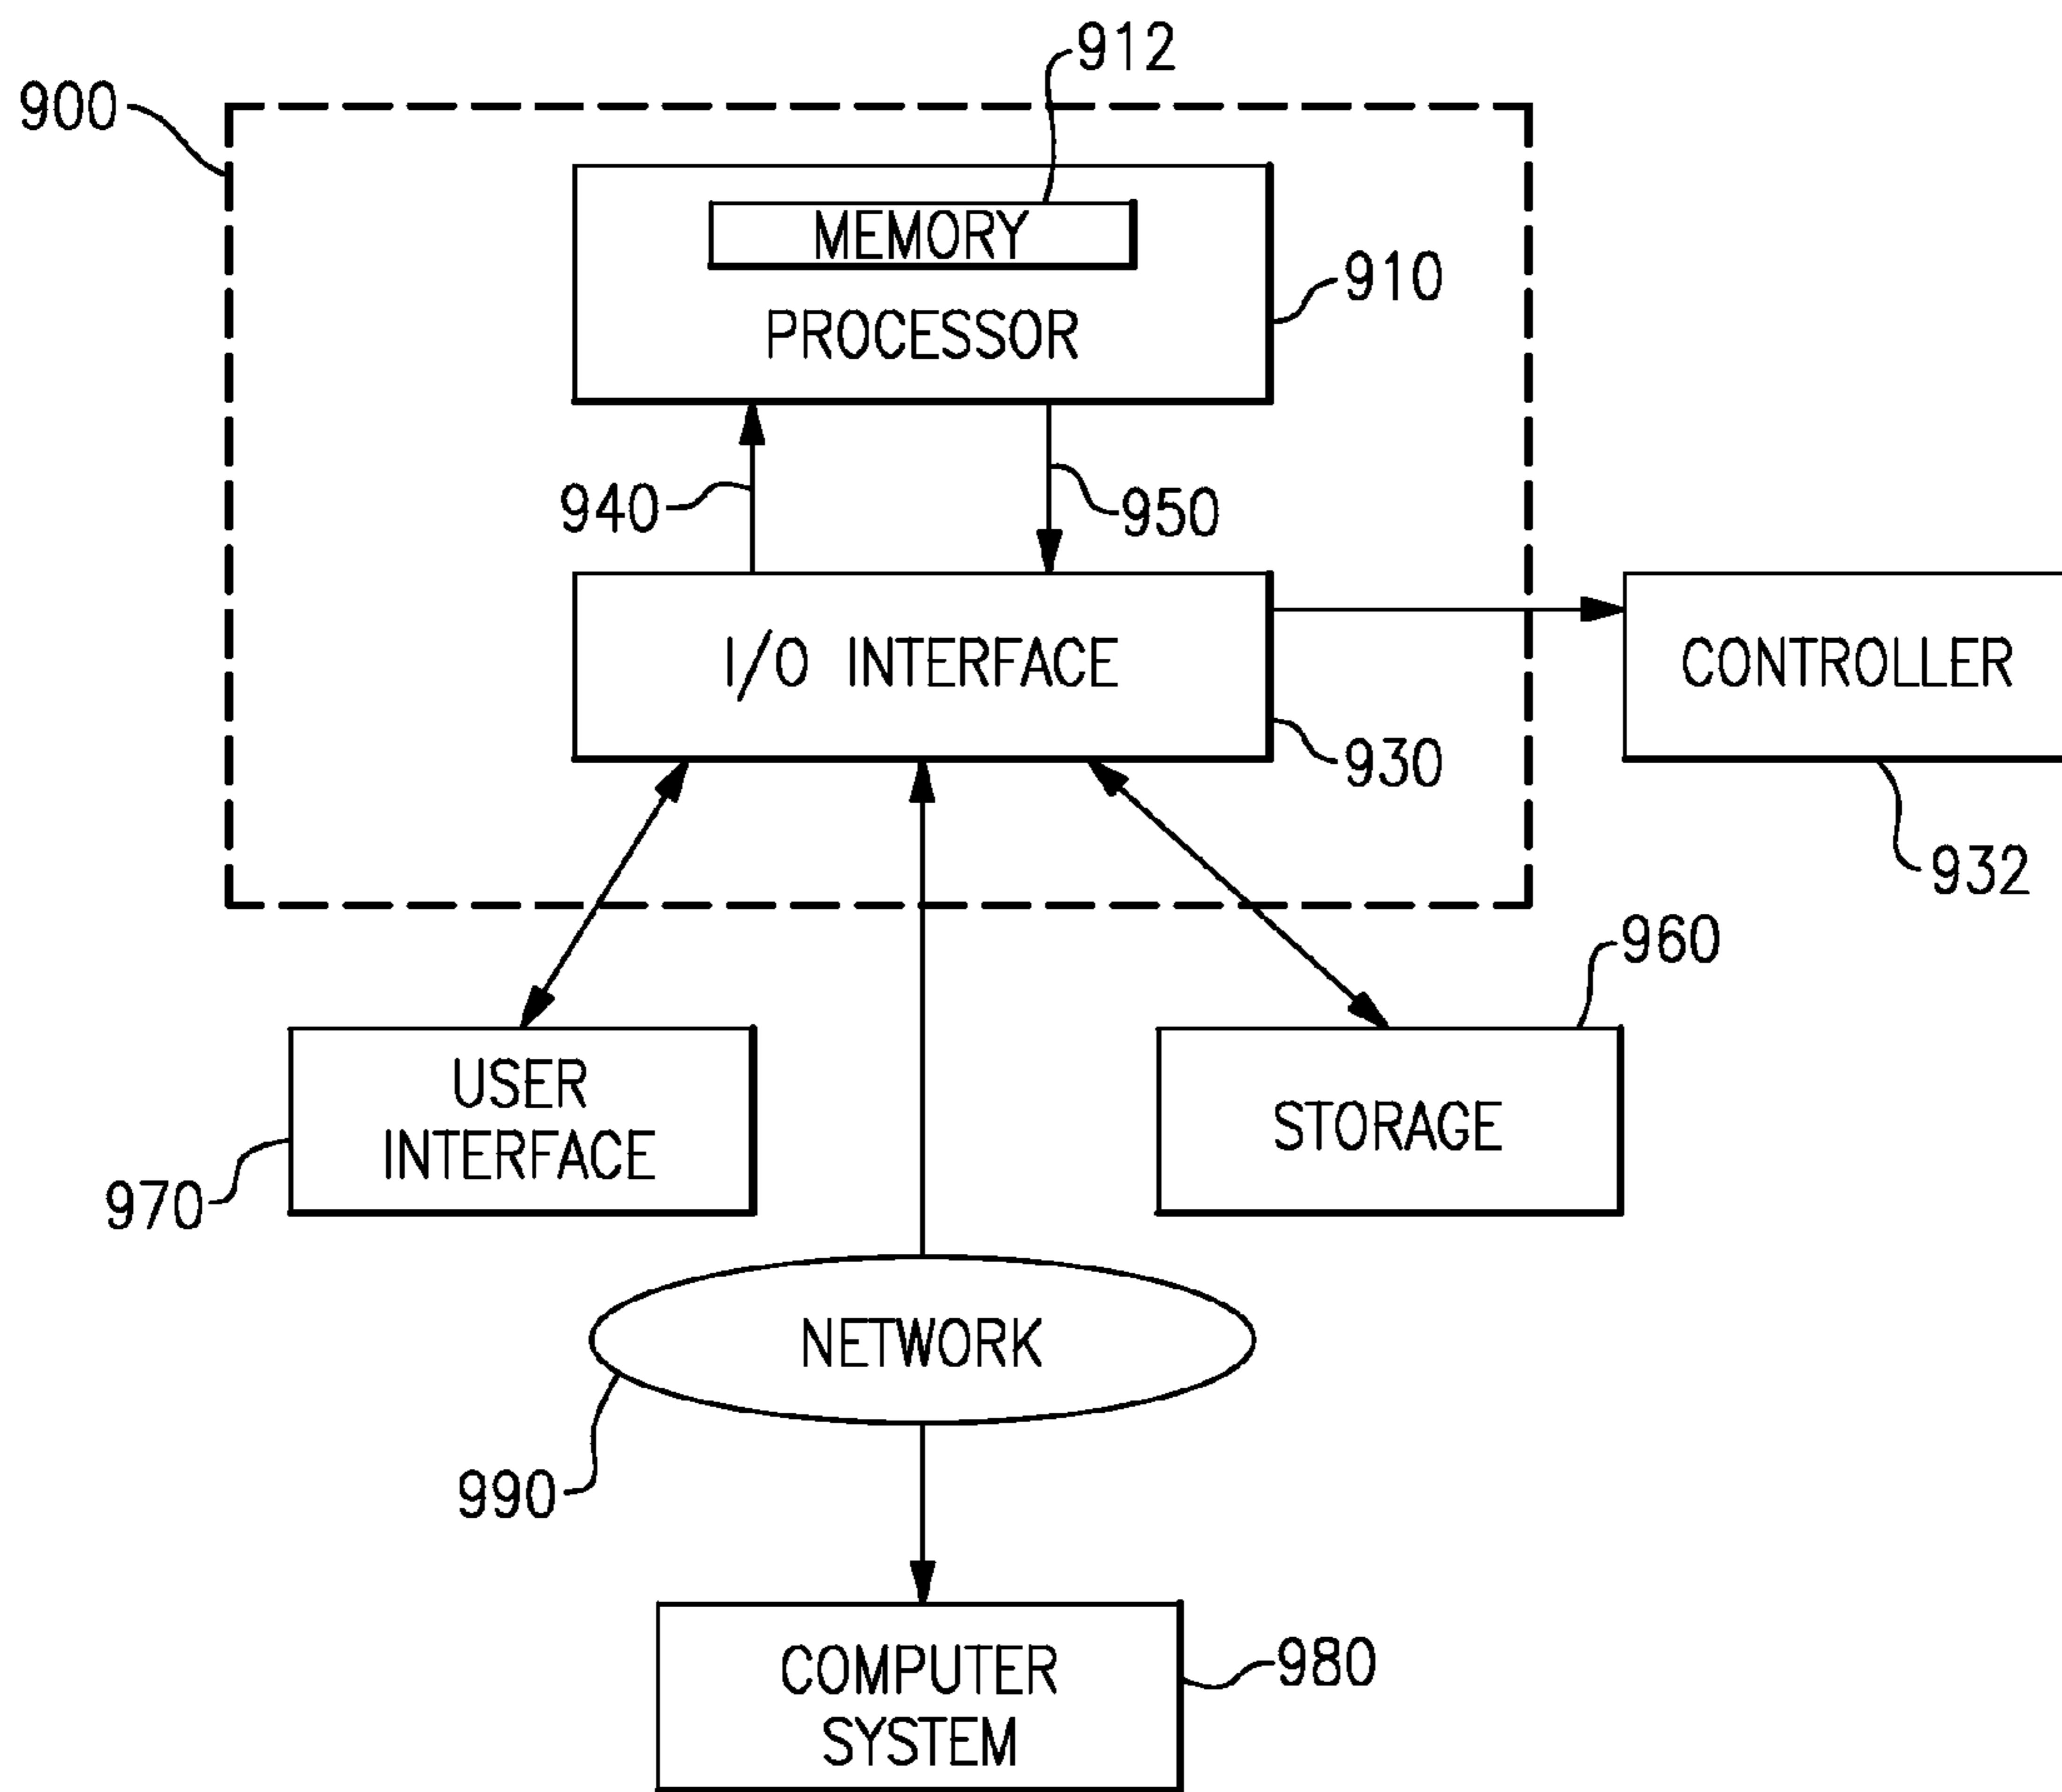 912
900
MEMORY
910
PROCESSOR
940
950
I/O INTERFACE
CONTROLLER
930
932
960
USER
INTERFACE
STORAGE
970
NETWORK
990
COMPUTER
SYSTEM
980